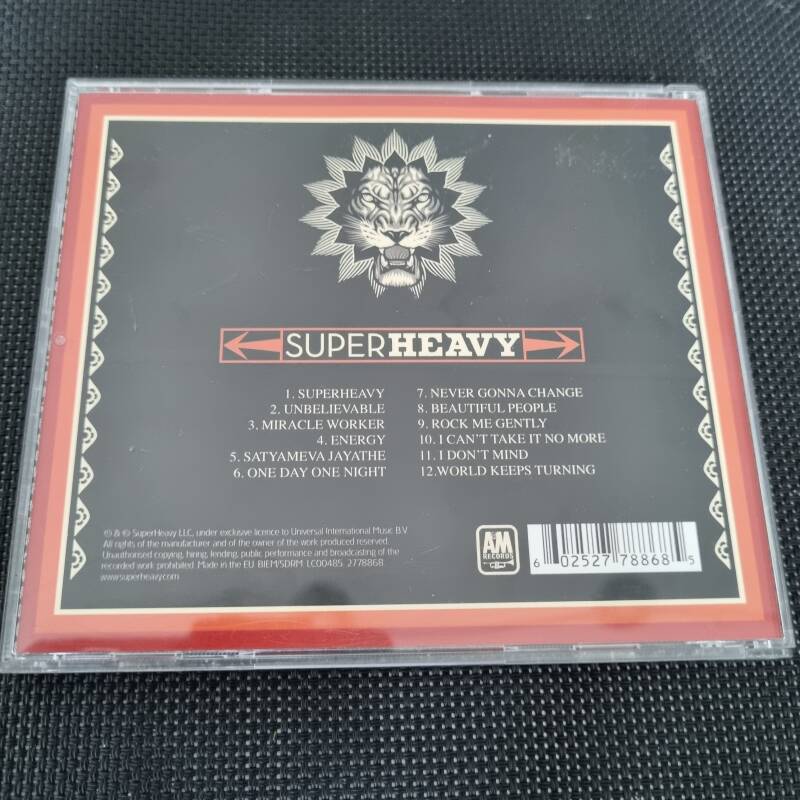 SUPERHEAVY
1. SUPERHEAVY
2. UNBELIEVABLE
3. MIRACLE WORKER
4. ENERGY
5. SATYAMEVA JAYATHE
6. ONE DAY ONE NIGHT
7. NEVER GONNA CHANGE
8. BEAUTIFUL PEOPLE
9. ROCK ME GENTLY
10. I CAN'T TAKE IT NO MORE
11. I DON'T MIND
12.WORLD KEEPS TURNING
℗ & © SuperHeavy LLC, under exclusive licence to Universal International Music B.V.
All rights of the manufacturer and of the owner of the work produced reserved.
Unauthorised copying, hiring, lending, public performance and broadcasting of the
recorded work prohibited. Made in the EU. BIEM/SDRM LC00485 2778868
www.superheavy.com
A&M
RECORDS
6 02527 78868 5